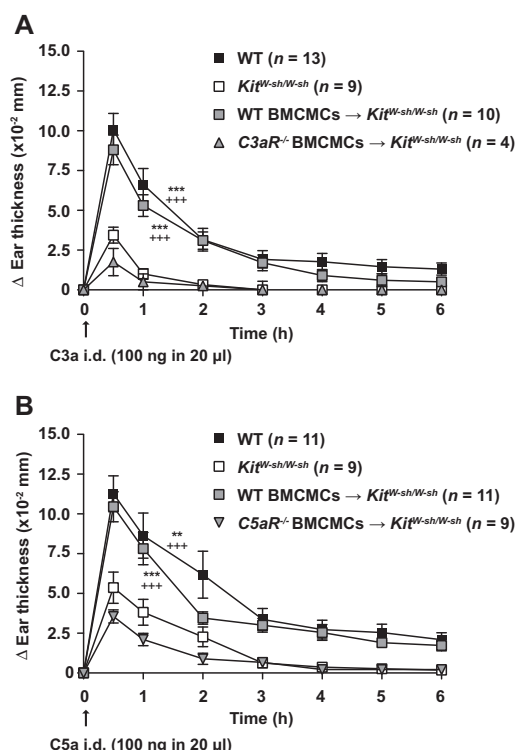 A
15.0
12.5
10.0
7.5
5.0
2.5
0
Δ Ear thickness (x10⁻² mm)
WT (n = 13)
Kit^W-sh/W-sh (n = 9)
WT BMCMCs → Kit^W-sh/W-sh (n = 10)
C3aR⁻/⁻ BMCMCs → Kit^W-sh/W-sh (n = 4)
***
+++
***
+++
0 1 2 3 4 5 6
Time (h)
C3a i.d. (100 ng in 20 μl)
B
15.0
12.5
10.0
7.5
5.0
2.5
0
Δ Ear thickness (x10⁻² mm)
WT (n = 11)
Kit^W-sh/W-sh (n = 9)
WT BMCMCs → Kit^W-sh/W-sh (n = 11)
C5aR⁻/⁻ BMCMCs → Kit^W-sh/W-sh (n = 9)
**
+++
***
+++
0 1 2 3 4 5 6
Time (h)
C5a i.d. (100 ng in 20 μl)